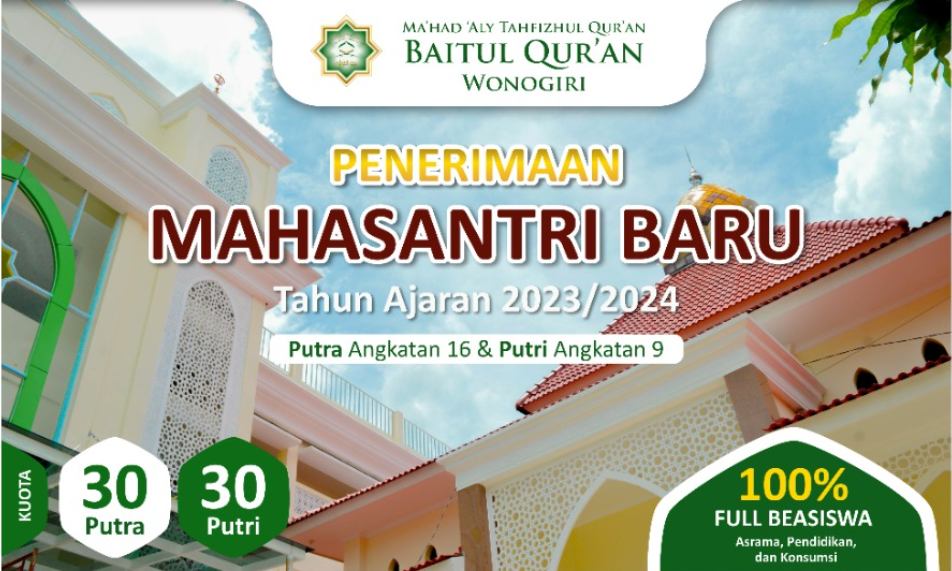 MA'HAD 'ALY TAHFIZHUL QUR'AN
BAITUL QUR'AN
WONOGIRI
PENERIMAAN
MAHASANTRI BARU
Tahun Ajaran 2023/2024
Putra Angkatan 16 & Putri Angkatan 9
KUOTA
30
Putra
30
Putri
100%
FULL BEASISWA
Asrama, Pendidikan,
dan Konsumsi